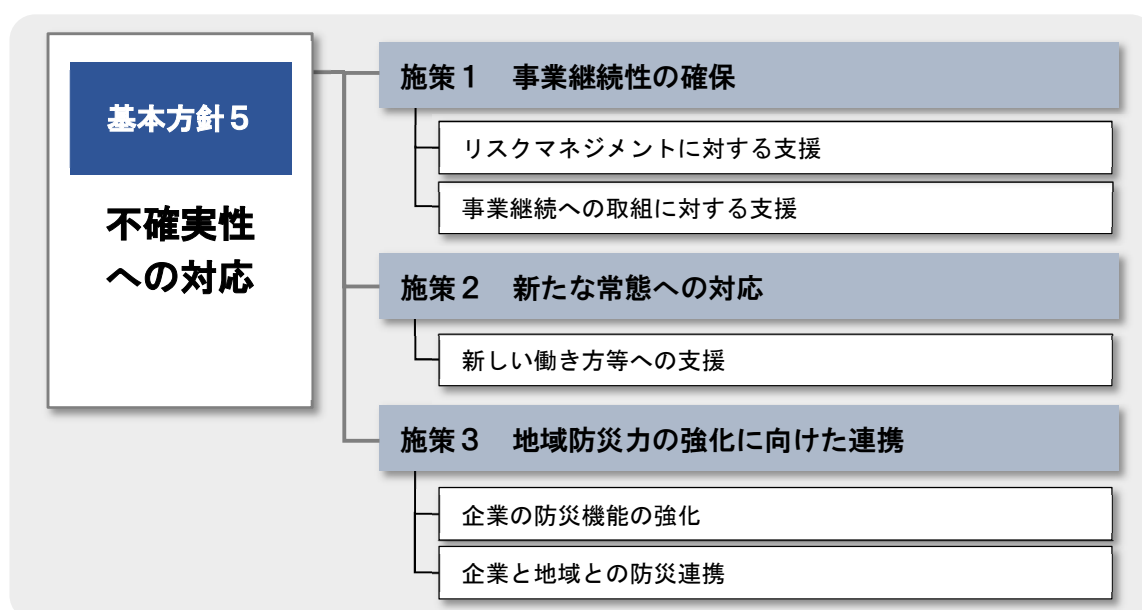 基本方針５
不確実性
への対応
施策１　事業継続性の確保
リスクマネジメントに対する支援
事業継続への取組に対する支援
施策２　新たな常態への対応
新しい働き方等への支援
施策３　地域防災力の強化に向けた連携
企業の防災機能の強化
企業と地域との防災連携